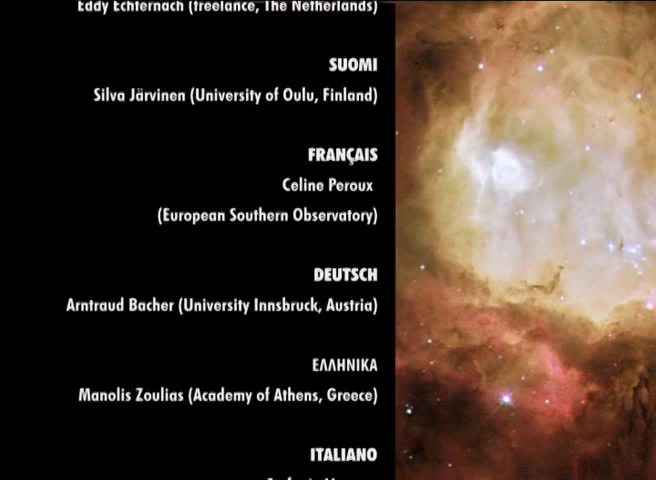 Eddy Echternach (freelance, The Netherlands)
SUOMI
Silva Järvinen (University of Oulu, Finland)
FRANÇAIS
Celine Peroux
(European Southern Observatory)
DEUTSCH
Arntraud Bacher (University Innsbruck, Austria)
ΕΛΛΗΝΙΚΑ
Manolis Zoulias (Academy of Athens, Greece)
ITALIANO